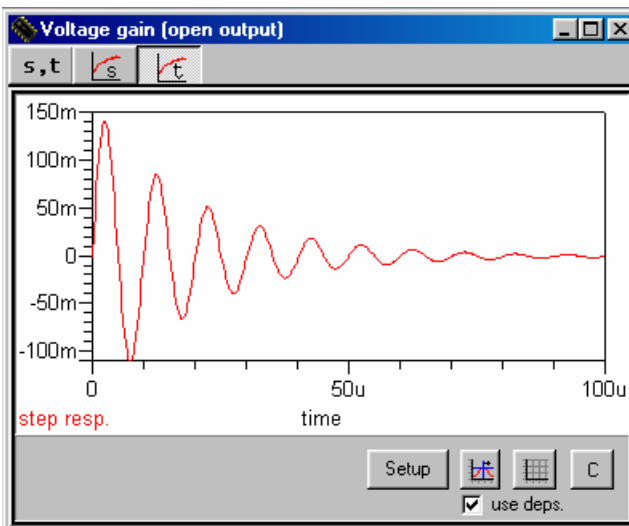 Voltage gain (open output)
s,t s t
150m
100m
50m
0
-50m
-100m
0 50u 100u
step resp. time
Setup C
use deps.